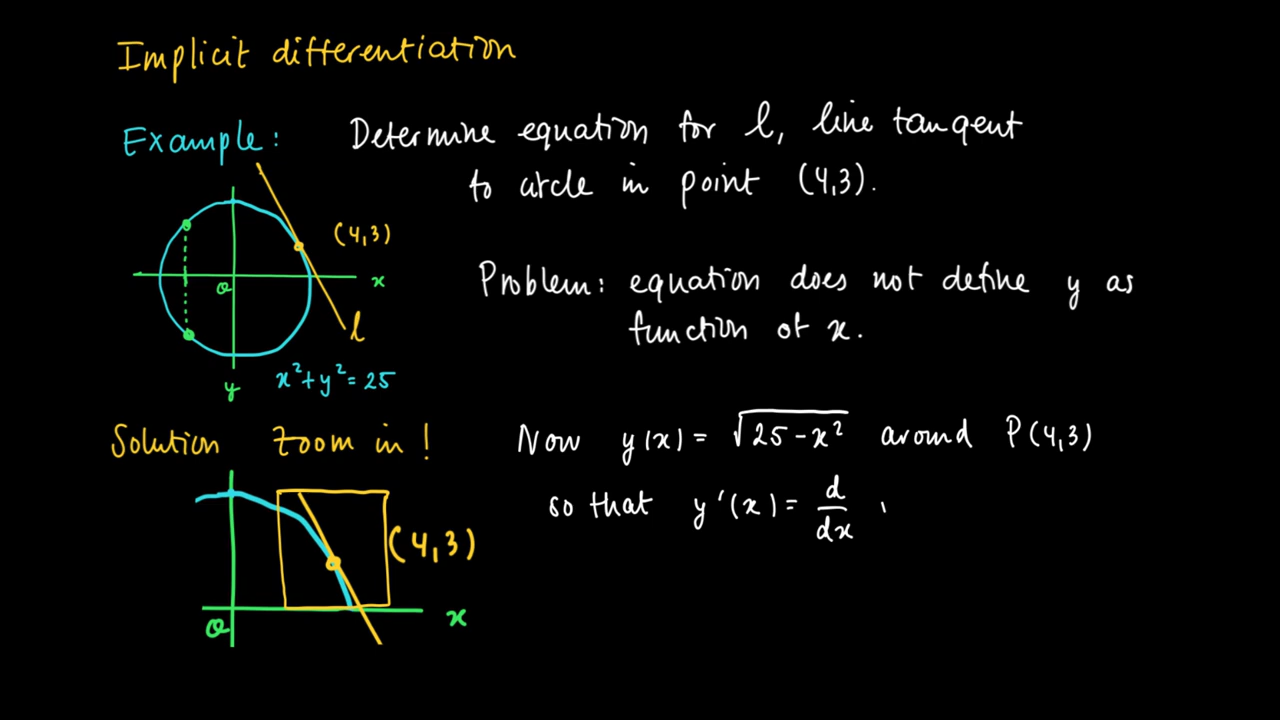 Implicit differentiation
Example: Determine equation for l, line tangent
to circle in point (4,3).
(4,3)
x
O
l
y
x²+y²=25
Problem: equation does not define y as
function of x.
Solution Zoom in!
(4,3)
x
O
Now y(x) = √25-x² around P(4,3)
so that y'(x) = d/dx